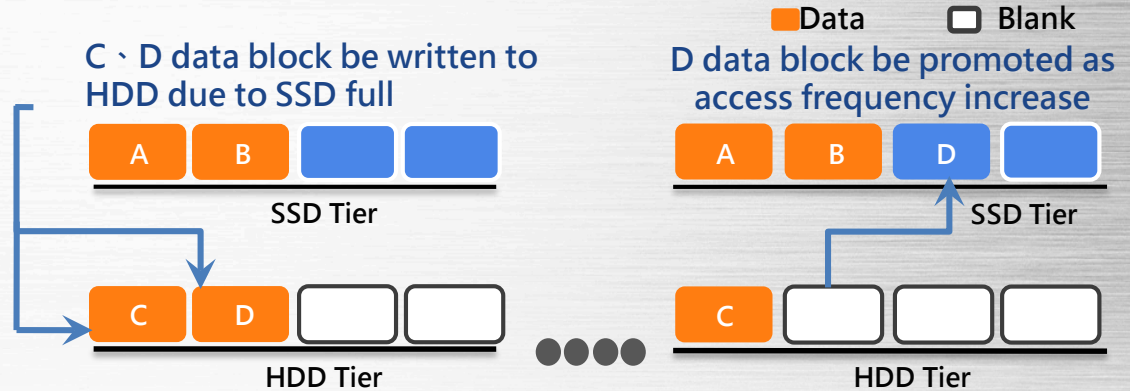 Data
Blank
C、D data block be written to
HDD due to SSD full
A
B
SSD Tier
C
D
HDD Tier
D data block be promoted as
access frequency increase
A
B
D
SSD Tier
C
HDD Tier